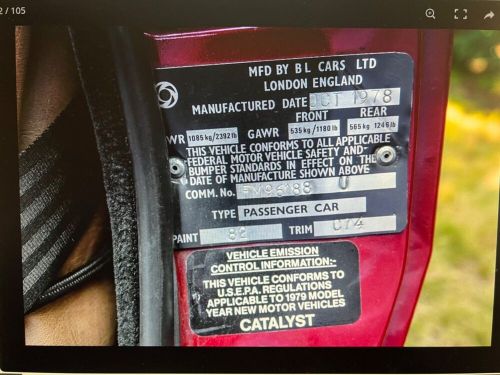 2 / 105
MFD BY B L CARS LTD
LONDON ENGLAND
MANUFACTURED DATE OCT 1978
FRONT REAR
WR 1085 kg/2392 lb GAWR 535 kg/1180 lb 565 kg 1246 lb
THIS VEHICLE CONFORMS TO ALL APPLICABLE
FEDERAL MOTOR VEHICLE SAFETY AND
BUMPER STANDARDS IN EFFECT ON THE
DATE OF MANUFACTURE SHOWN ABOVE
COMM. No. FM96188 U
TYPE PASSENGER CAR
PAINT 82 TRIM 074
VEHICLE EMISSION
CONTROL INFORMATION:-
THIS VEHICLE CONFORMS TO
U.S.E.P.A. REGULATIONS
APPLICABLE TO 1979 MODEL
YEAR NEW MOTOR VEHICLES
CATALYST